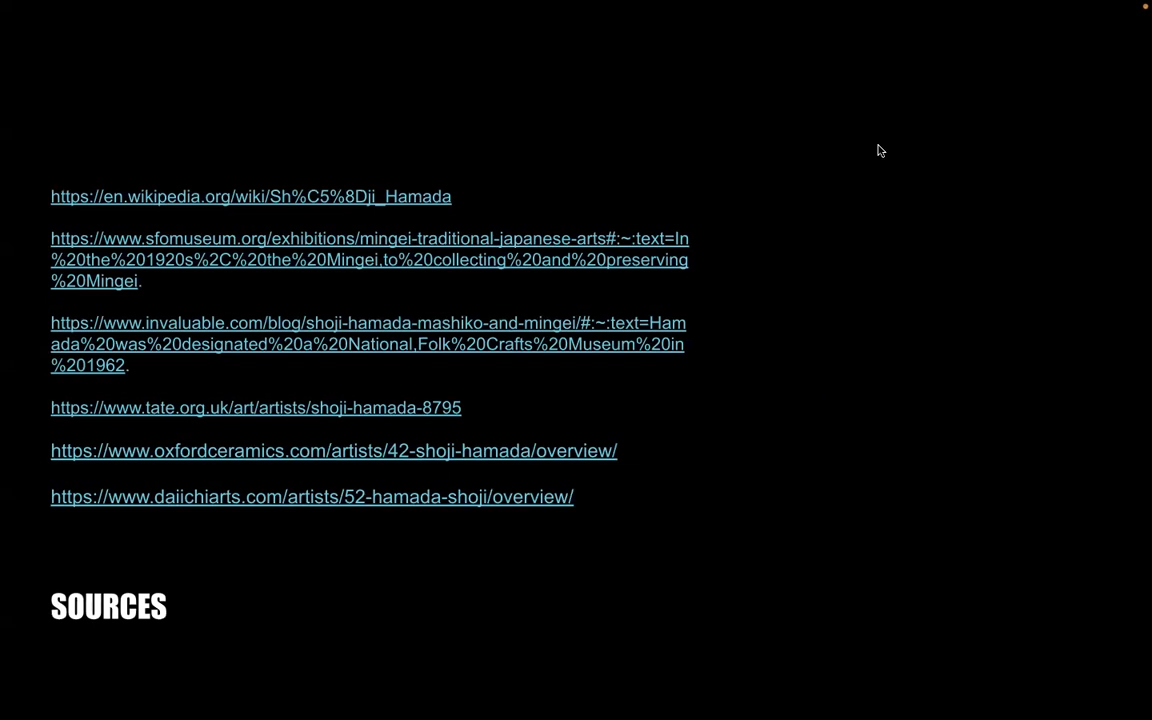 https://en.wikipedia.org/wiki/Sh%C5%8Dji_Hamada
https://www.sfomuseum.org/exhibitions/mingei-traditional-japanese-arts#:~:text=In
%20the%201920s%2C%20the%20Mingei,to%20collecting%20and%20preserving
%20Mingei.
https://www.invaluable.com/blog/shoji-hamada-mashiko-and-mingei/#:~:text=Ham
ada%20was%20designated%20a%20National,Folk%20Crafts%20Museum%20in
%201962.
https://www.tate.org.uk/art/artists/shoji-hamada-8795
https://www.oxfordceramics.com/artists/42-shoji-hamada/overview/
https://www.daiichiarts.com/artists/52-hamada-shoji/overview/
SOURCES